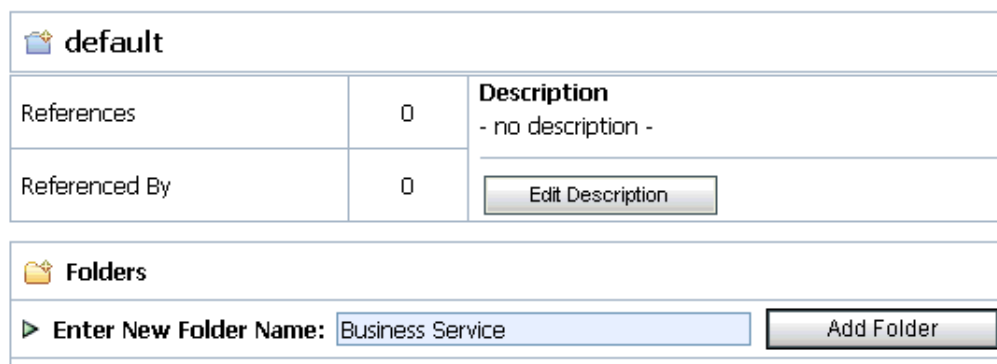 default
References 0
Description
- no description -
Referenced By 0
Edit Description
Folders
Enter New Folder Name: Business Service Add Folder